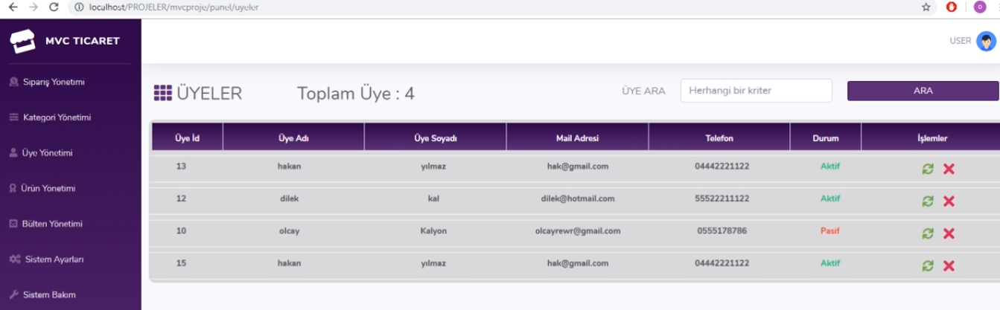 localhost/PROJELER/mvcproje/panel/uyeler
MVC TICARET
USER
Sipariş Yönetimi
Kategori Yönetimi
Üye Yönetimi
Ürün Yönetimi
Bülten Yönetimi
Sistem Ayarları
Sistem Bakım
ÜYELER Toplam Üye : 4 ÜYE ARA Herhangi bir kriter ARA
Üye Id Üye Adı Üye Soyadı Mail Adresi Telefon Durum İşlemler
13 hakan yılmaz hak@gmail.com 04442221122 Aktif
12 dilek kal dilek@hotmail.com 55522211122 Aktif
10 olcay Kalyon olcayrewr@gmail.com 0555178786 Pasif
15 hakan yılmaz hak@gmail.com 04442221122 Aktif